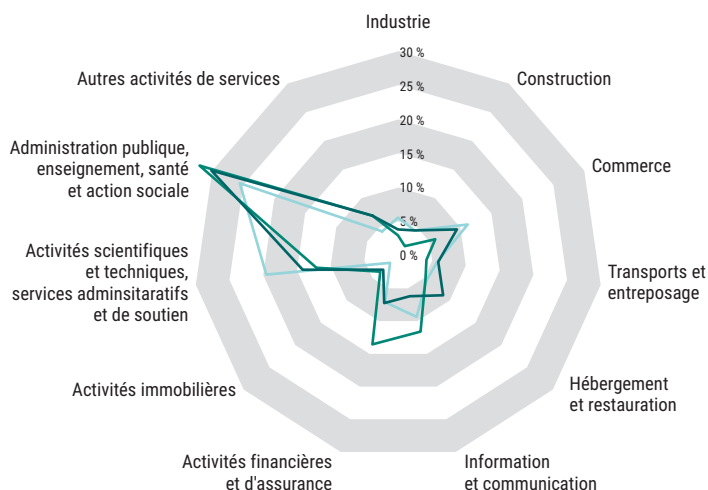 Industrie
30 %
25 %
20 %
15 %
10 %
5 %
0 %
Construction
Commerce
Transports et
entreposage
Hébergement
et restauration
Information
et communication
Activités financières
et d'assurance
Activités immobilières
Activités scientifiques
et techniques,
services adminsitaratifs
et de soutien
Administration publique,
enseignement, santé
et action sociale
Autres activités de services